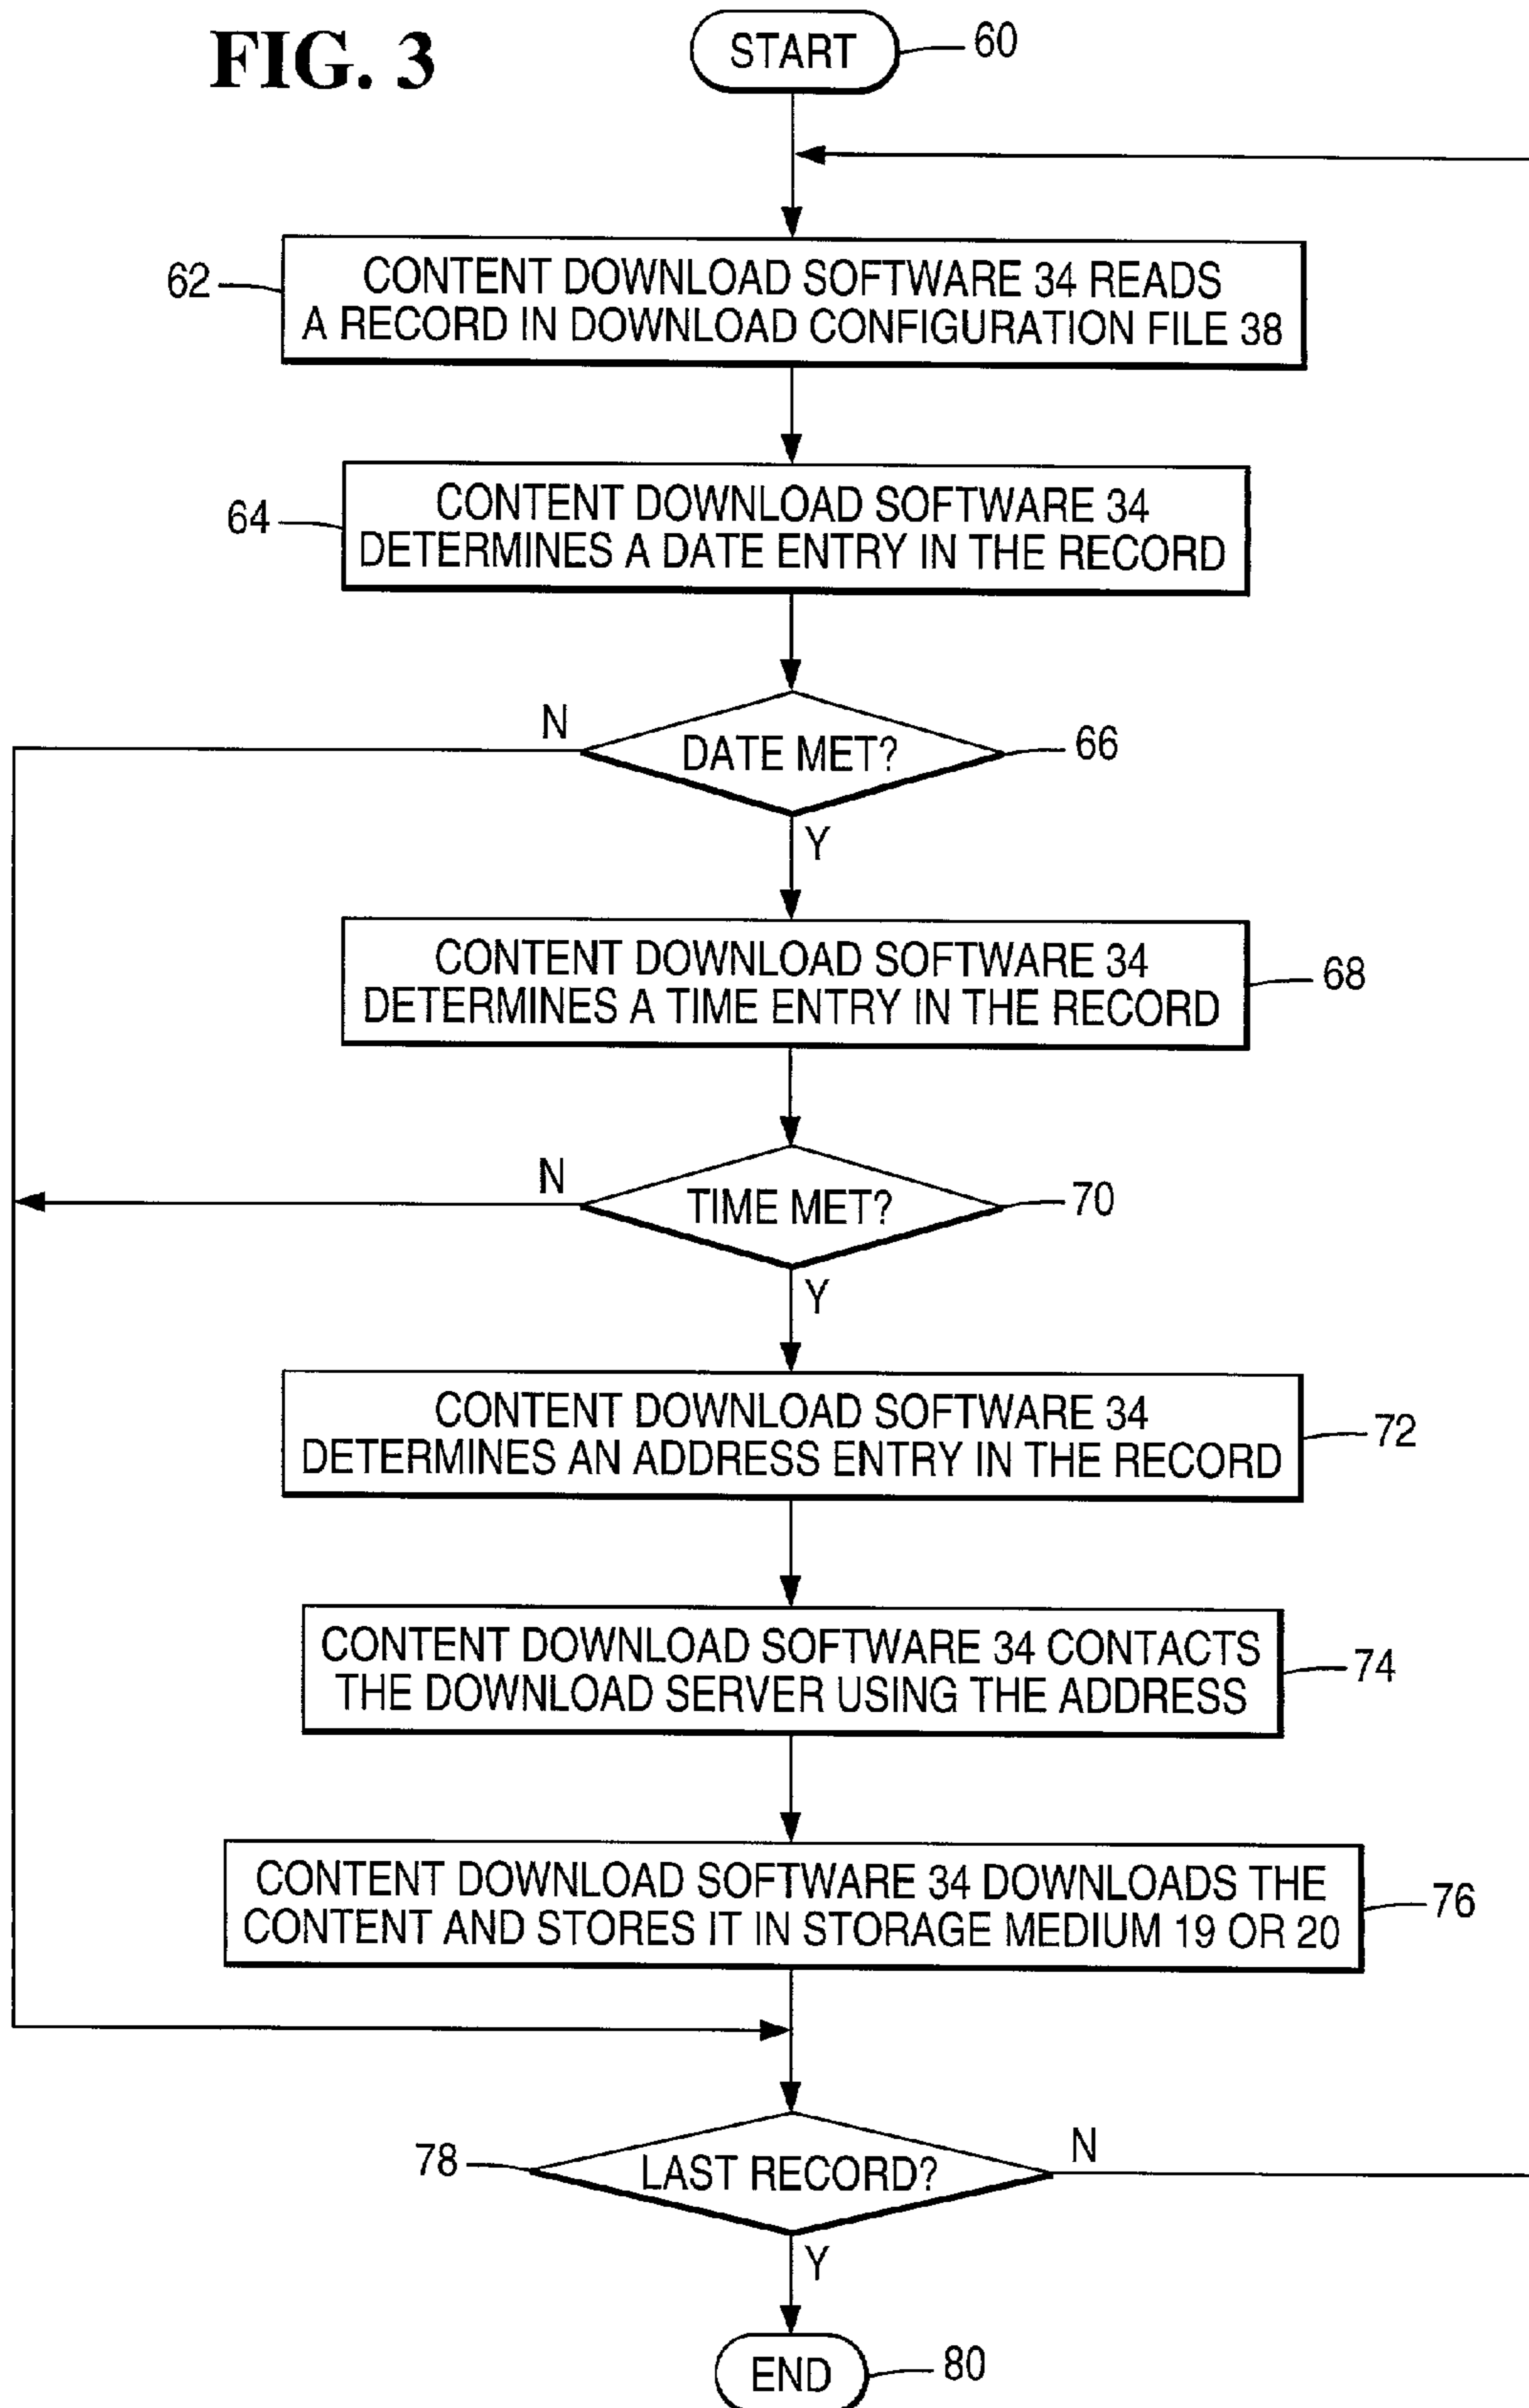 FIG. 3
START
60
62
CONTENT DOWNLOAD SOFTWARE 34 READS
A RECORD IN DOWNLOAD CONFIGURATION FILE 38
64
CONTENT DOWNLOAD SOFTWARE 34
DETERMINES A DATE ENTRY IN THE RECORD
N
DATE MET?
66
Y
CONTENT DOWNLOAD SOFTWARE 34
DETERMINES A TIME ENTRY IN THE RECORD
68
N
TIME MET?
70
Y
CONTENT DOWNLOAD SOFTWARE 34
DETERMINES AN ADDRESS ENTRY IN THE RECORD
72
CONTENT DOWNLOAD SOFTWARE 34 CONTACTS
THE DOWNLOAD SERVER USING THE ADDRESS
74
CONTENT DOWNLOAD SOFTWARE 34 DOWNLOADS THE
CONTENT AND STORES IT IN STORAGE MEDIUM 19 OR 20
76
78
LAST RECORD?
N
Y
END
80